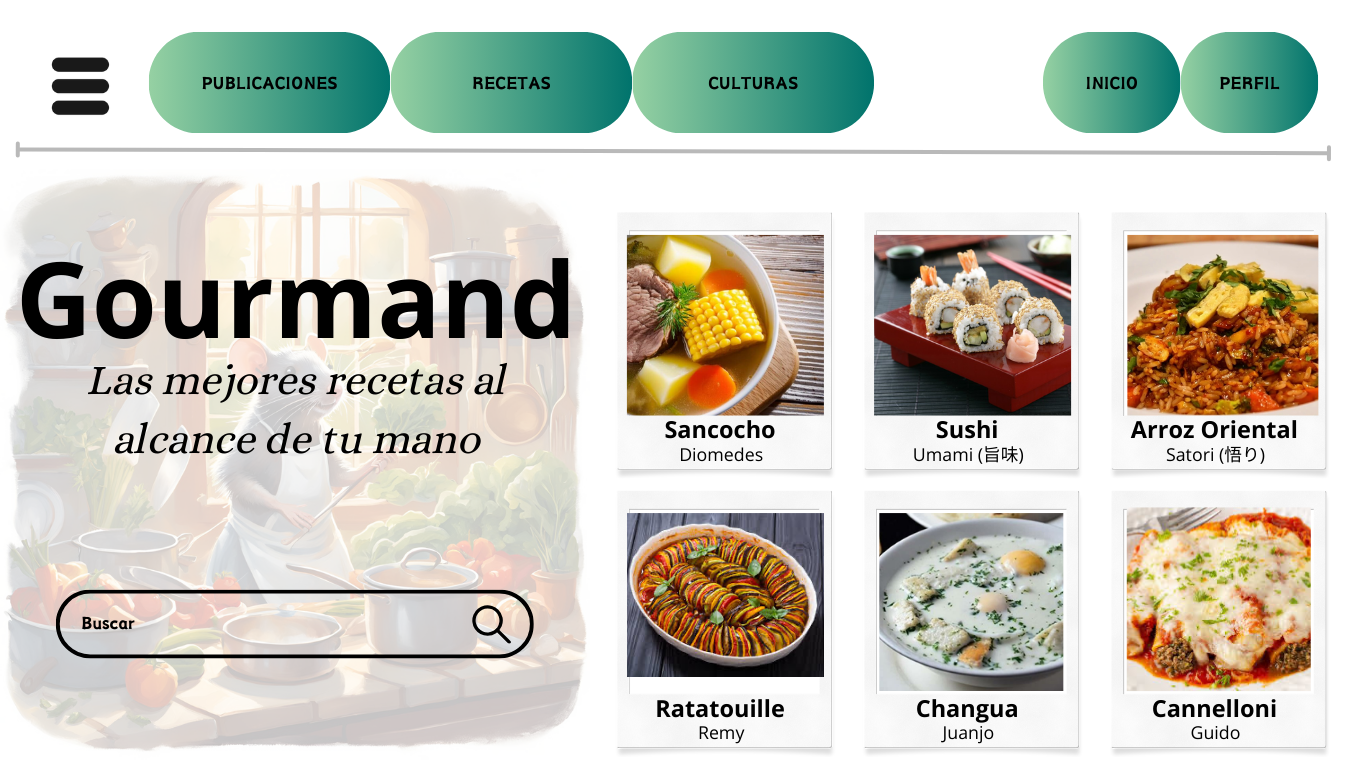 PUBLICACIONES
RECETAS
CULTURAS
INICIO
PERFIL
Gourmand
Las mejores recetas al
alcance de tu mano
Buscar
Sancocho
Diomedes
Sushi
Umami (旨味)
Arroz Oriental
Satori (悟り)
Ratatouille
Remy
Changua
Juanjo
Cannelloni
Guido